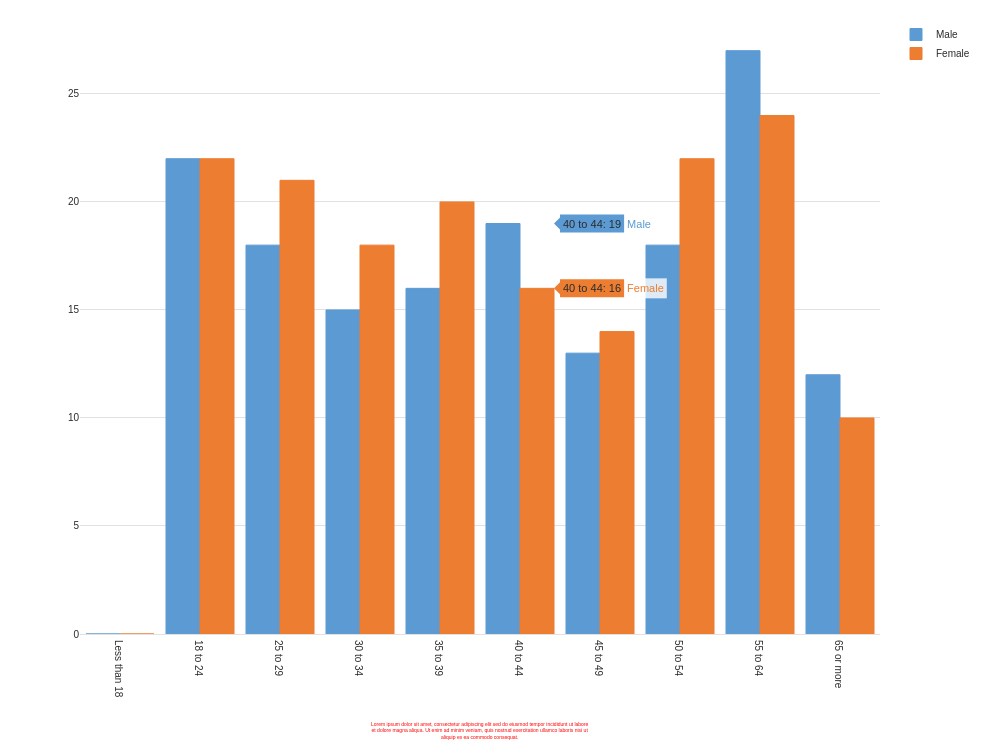 Male
Female
25
20
15
10
5
0
40 to 44: 19 Male
40 to 44: 16 Female
Less than 18
18 to 24
25 to 29
30 to 34
35 to 39
40 to 44
45 to 49
50 to 54
55 to 64
65 or more
Lorem ipsum dolor sit amet, consectetur adipiscing elit sed do eiusmod tempor incididunt ut labore
et dolore magna aliqua. Ut enim ad minim veniam, quis nostrud exercitation ullamco laboris nisi ut
aliquip ex ea commodo consequat.